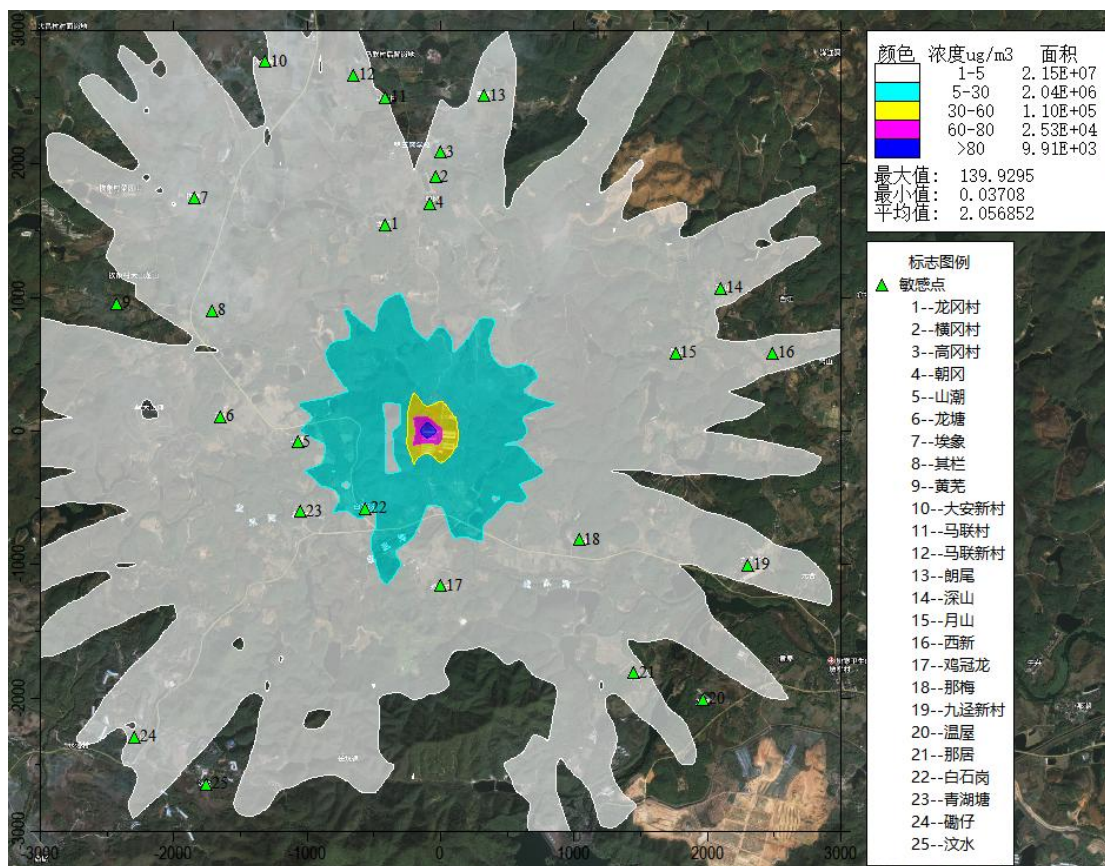 颜色 浓度ug/m3 面积
1-5 2.15E+07
5-30 2.04E+06
30-60 1.10E+05
60-80 2.53E+04
>80 9.91E+03
最大值: 139.9295
最小值: 0.03708
平均值: 2.056852
标志图例
敏感点
1--龙冈村
2--横冈村
3--高冈村
4--朝冈
5--山潮
6--龙塘
7--埃象
8--其栏
9--黄芜
10--大安新村
11--马联村
12--马联新村
13--朗尾
14--深山
15--月山
16--西新
17--鸡冠龙
18--那梅
19--九迳新村
20--温屋
21--那居
22--白石岗
23--青湖塘
24--磡仔
25--汶水
-3000 -2000 -1000 0 1000 2000 3000
3000
2000
1000
0
-1000
-2000
-3000
10
12
11
13
3
2
4
7
1
14
9
8
15
16
6
5
22
23
18
19
17
21
20
24
25
-3000 -2000 -1000 0 1000 2000 3000